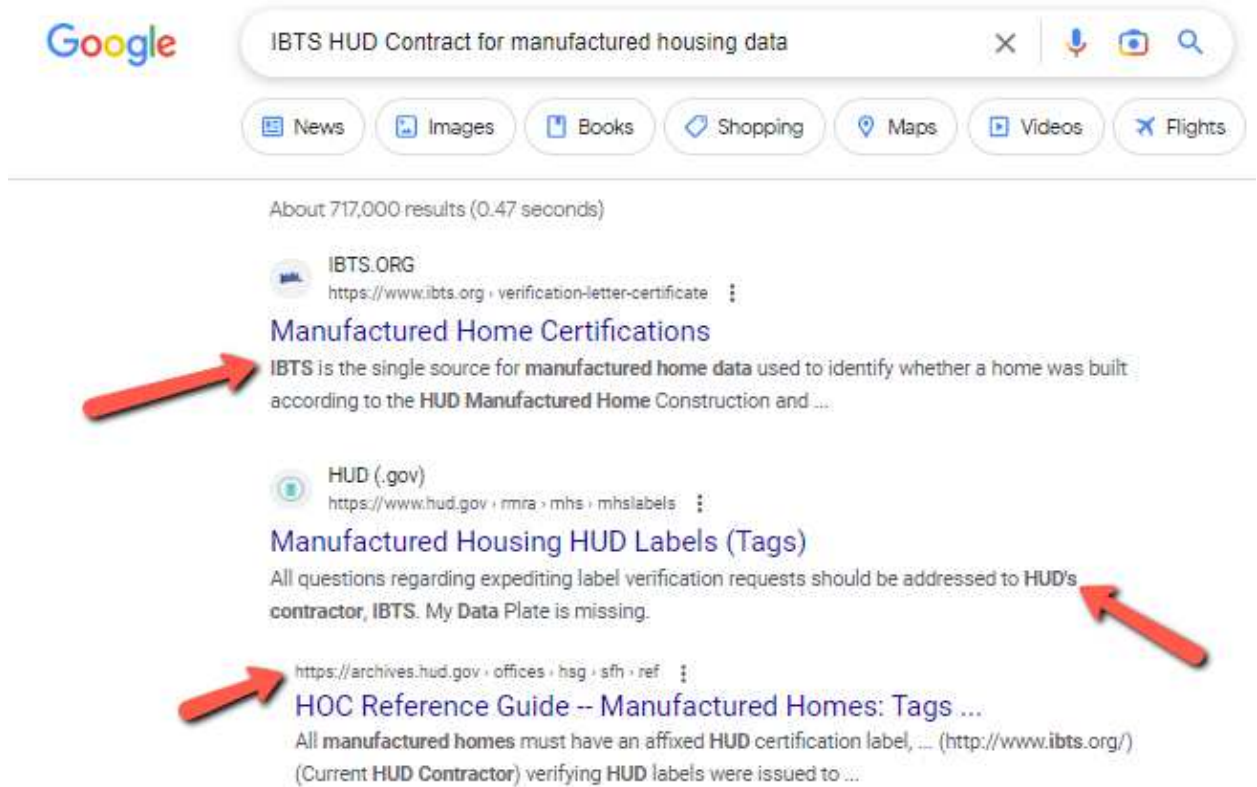 Google
IBTS HUD Contract for manufactured housing data
News
Images
Books
Shopping
Maps
Videos
Flights
About 717,000 results (0.47 seconds)
IBTS.ORG
https://www.ibts.org › verification-letter-certificate
Manufactured Home Certifications
IBTS is the single source for manufactured home data used to identify whether a home was built
according to the HUD Manufactured Home Construction and ...
HUD (.gov)
https://www.hud.gov › rmra › mhs › mhslabels
Manufactured Housing HUD Labels (Tags)
All questions regarding expediting label verification requests should be addressed to HUD's
contractor, IBTS. My Data Plate is missing.
https://archives.hud.gov › offices › hsg › sfh › ref
HOC Reference Guide -- Manufactured Homes: Tags ...
All manufactured homes must have an affixed HUD certification label, ... (http://www.ibts.org/)
(Current HUD Contractor) verifying HUD labels were issued to ...